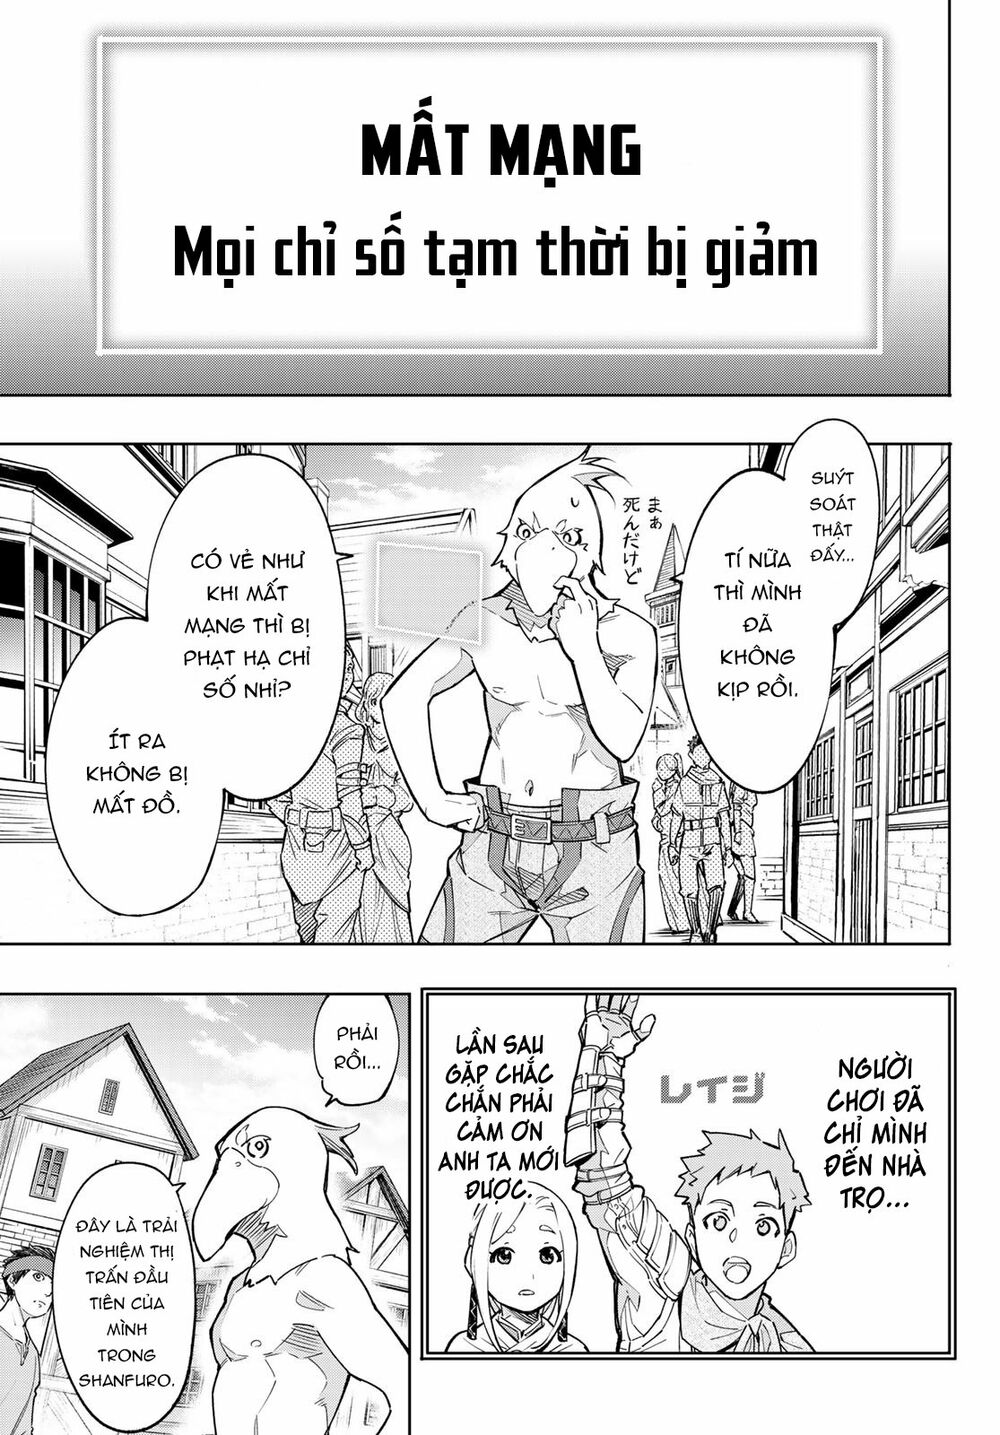 MẤT MẠNG
Mọi chỉ số tạm thời bị giảm
SUÝT
SOÁT
THẬT
ĐẤY...
TÍ NỮA
THÌ MÌNH
ĐÃ
KHÔNG
KỊP RỒI.
まぁ
死んだけど
CÓ VẺ NHƯ
KHI MẤT
MẠNG THÌ BỊ
PHẠT HẠ CHỈ
SỐ NHỈ?
ÍT RA
KHÔNG BỊ
MẤT ĐỒ.
NGƯỜI
CHƠI ĐÃ
CHỈ MÌNH
ĐẾN NHÀ
TRỌ...
レイジ
LẦN SAU
GẶP CHẮC
CHẮN PHẢI
CẢM ƠN
ANH TA MỚI
ĐƯỢC.
PHẢI
RỒI...
ĐÂY LÀ TRẢI
NGHIỆM THỊ
TRẤN ĐẦU
TIÊN CỦA
MÌNH
TRONG
SHANFURO.